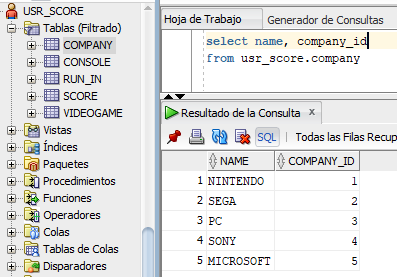 USR_SCORE
Tablas (Filtrado)
COMPANY
CONSOLE
RUN_IN
SCORE
VIDEOGAME
Vistas
Índices
Paquetes
Procedimientos
Funciones
Operadores
Colas
Tablas de Colas
Disparadores
Hoja de Trabajo Generador de Consultas
select name, company_id
from usr_score.company
Resultado de la Consulta x
SQL Todas las Filas Recup
NAME COMPANY_ID
1 NINTENDO 1
2 SEGA 2
3 PC 3
4 SONY 4
5 MICROSOFT 5